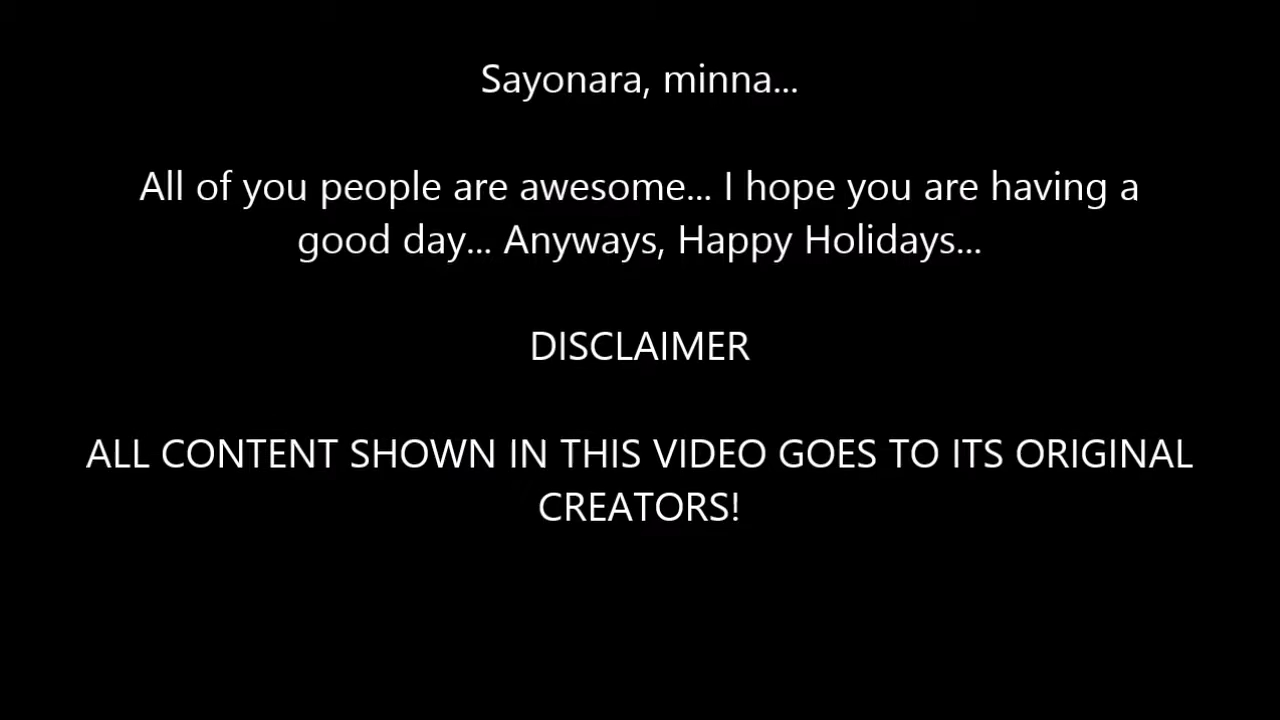 Sayonara, minna...
All of you people are awesome... I hope you are having a
good day... Anyways, Happy Holidays...
DISCLAIMER
ALL CONTENT SHOWN IN THIS VIDEO GOES TO ITS ORIGINAL
CREATORS!